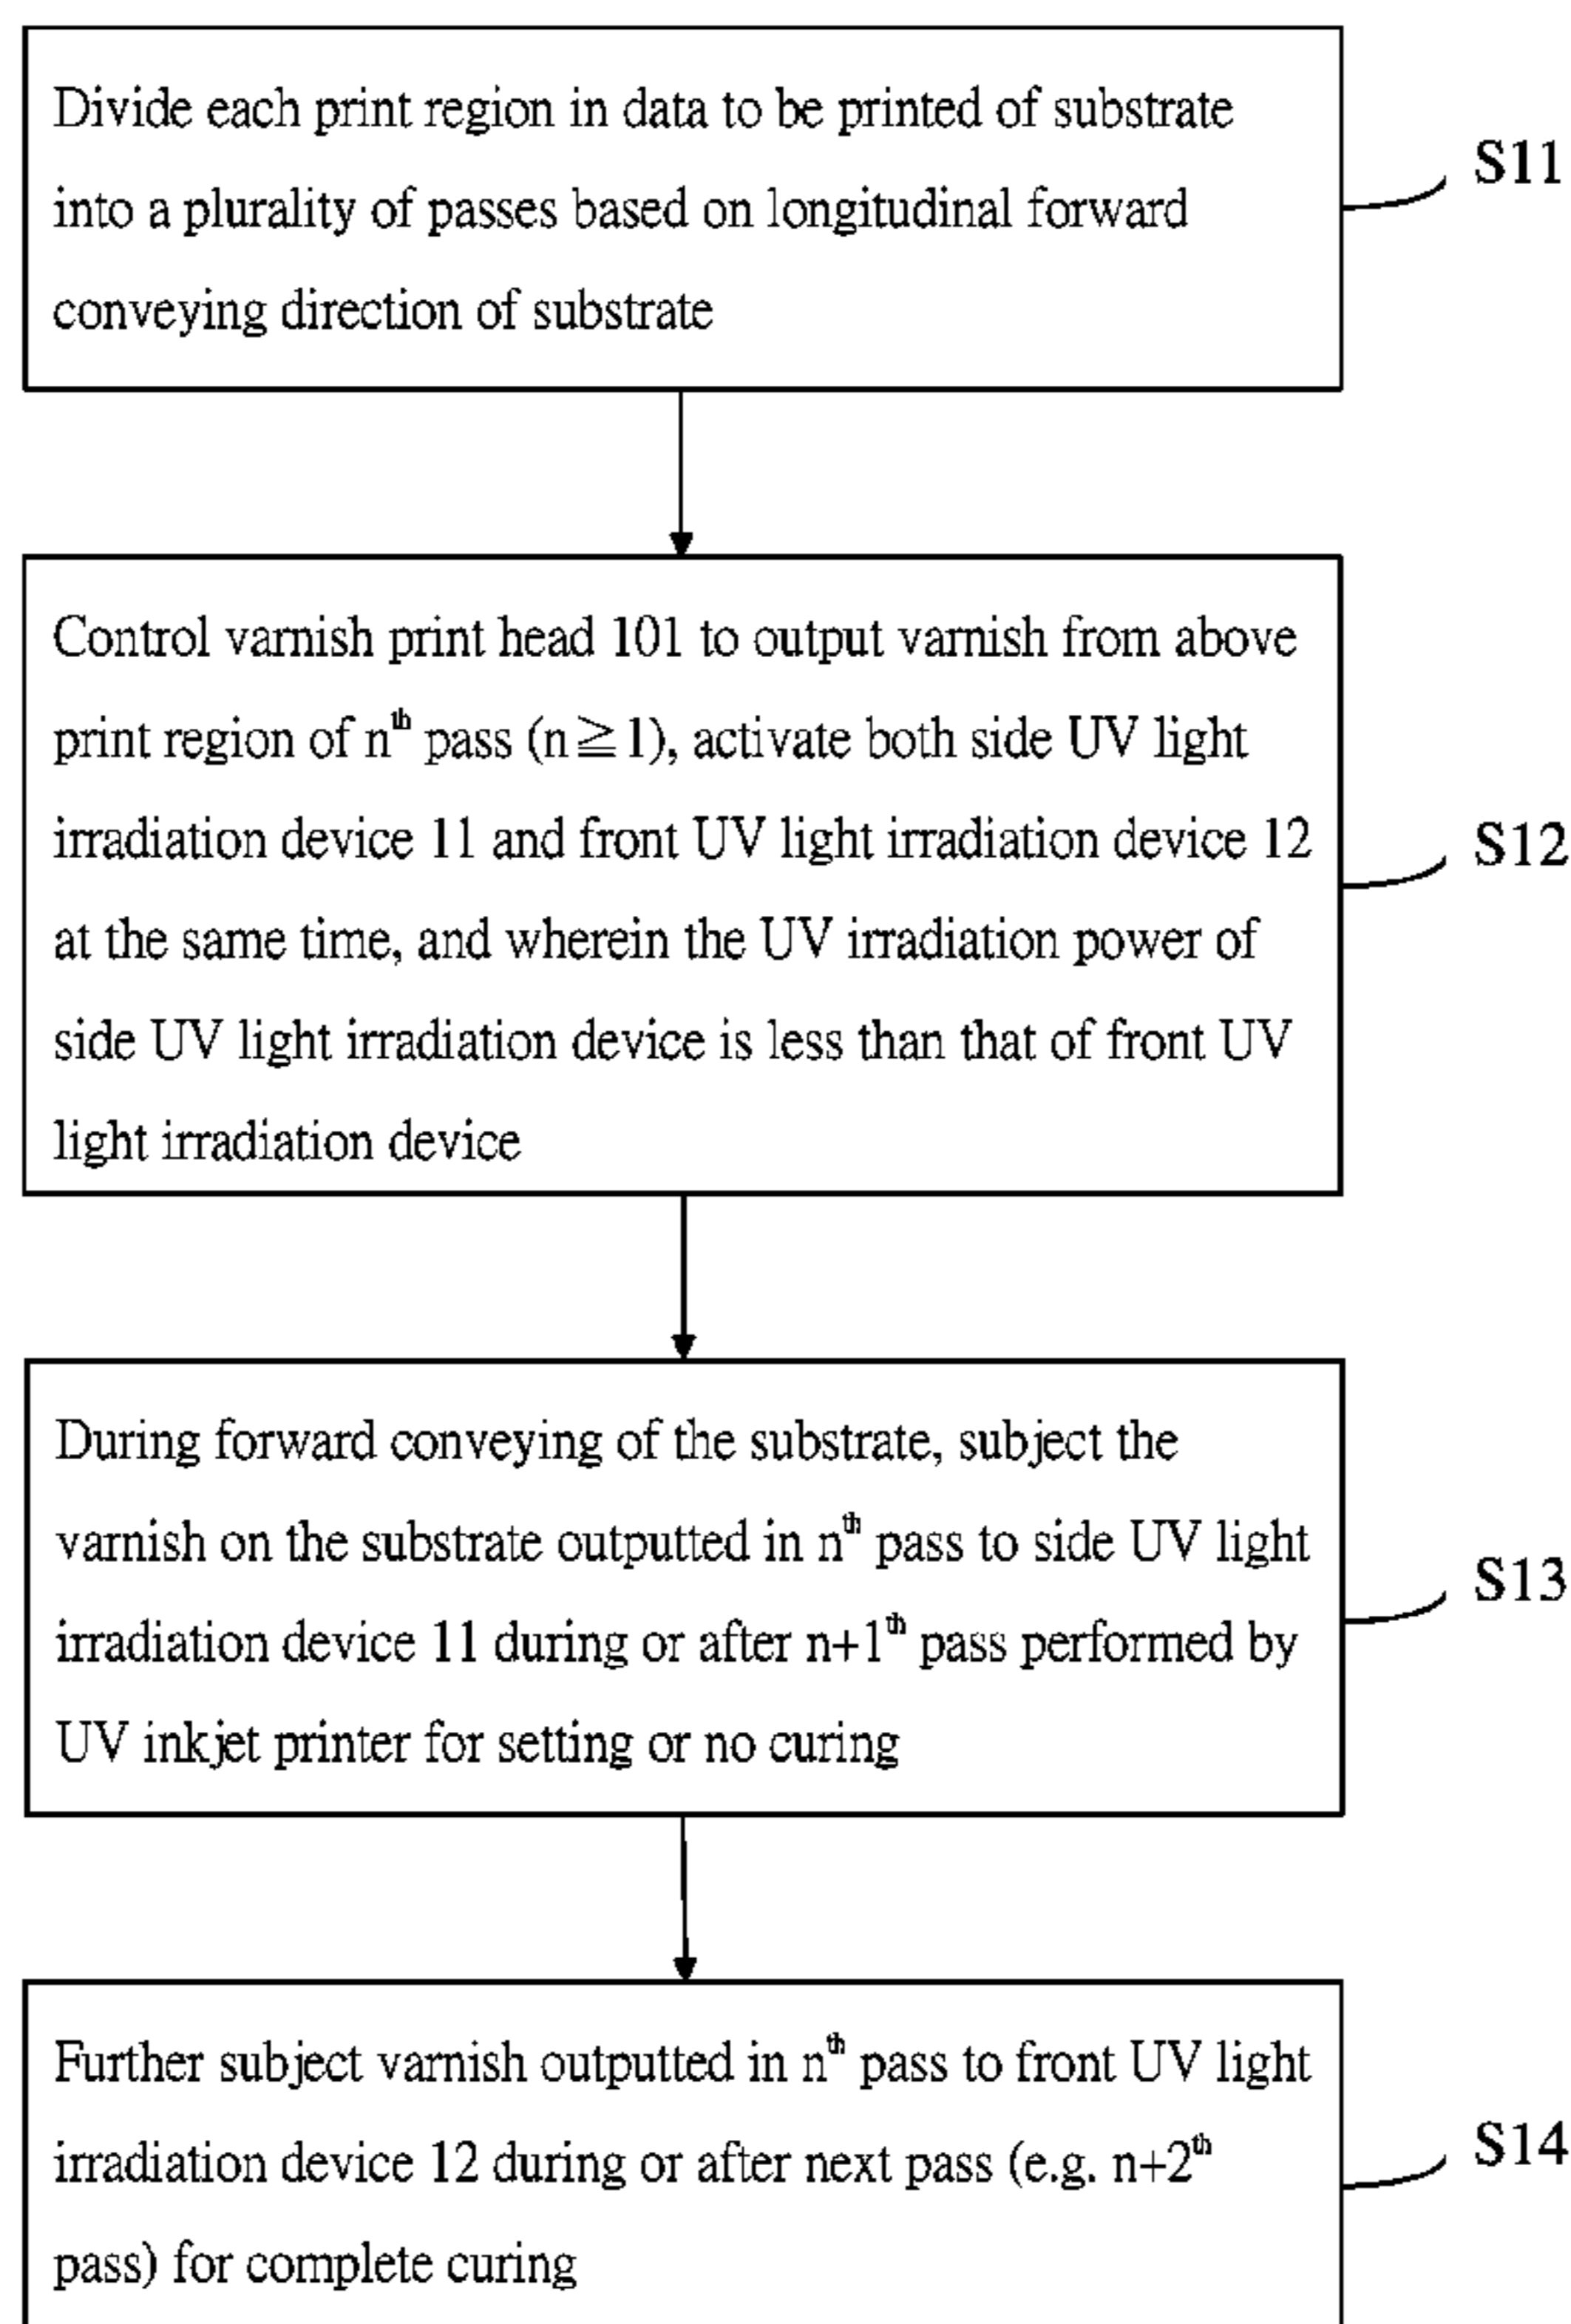 Divide each print region in data to be printed of substrate
into a plurality of passes based on longitudinal forward
conveying direction of substrate
S11
Control varnish print head 101 to output varnish from above
print region of nth pass (n≧1), activate both side UV light
irradiation device 11 and front UV light irradiation device 12
at the same time, and wherein the UV irradiation power of
side UV light irradiation device is less than that of front UV
light irradiation device
S12
During forward conveying of the substrate, subject the
varnish on the substrate outputted in nth pass to side UV light
irradiation device 11 during or after n+1th pass performed by
UV inkjet printer for setting or no curing
S13
Further subject varnish outputted in nth pass to front UV light
irradiation device 12 during or after next pass (e.g. n+2th
pass) for complete curing
S14